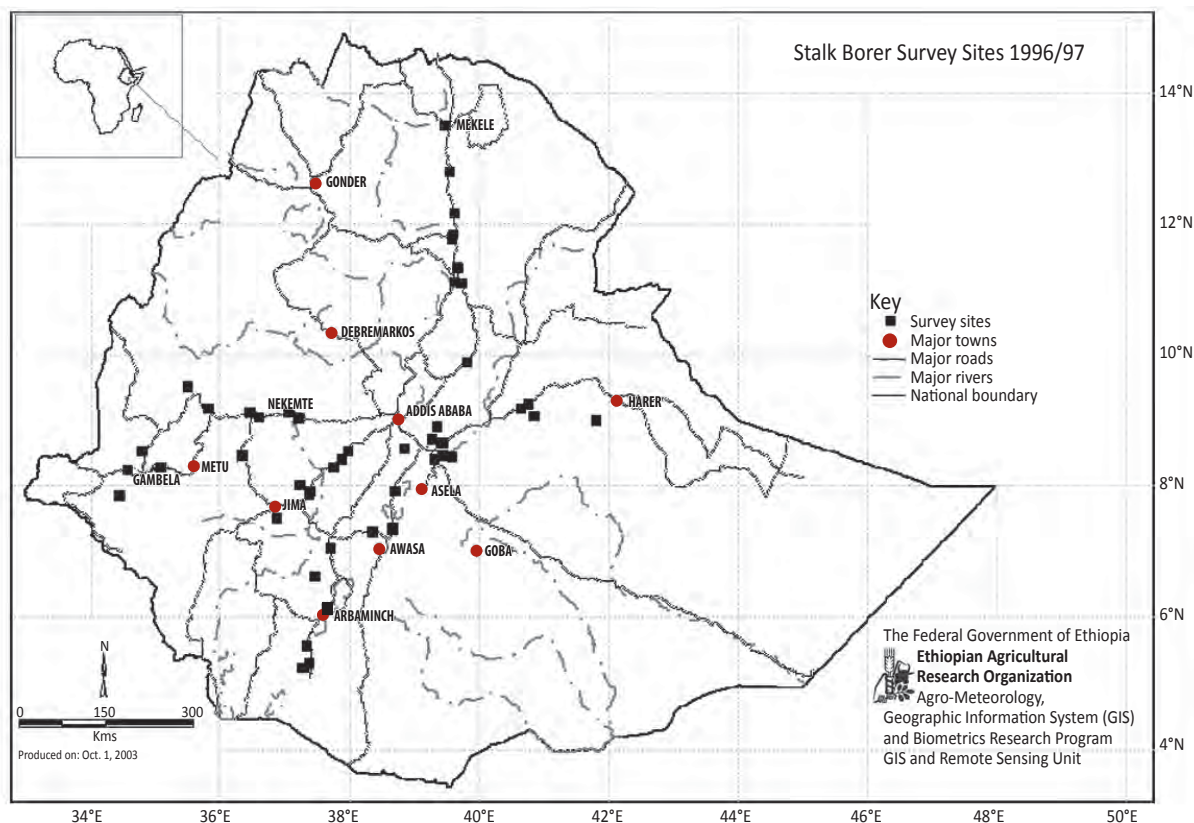 Stalk Borer Survey Sites 1996/97
14°N
MEKELE
GONDER
12°N
Key
Survey sites
DEBREMARKOS
Major towns
Major roads
10°N
Major rivers
National boundary
NEKEMTE
ADDIS ABABA
HARER
METU
GAMBELA
ASELA
8°N
JIMA
AWASA
GOBA
ARBAMINCH
6°N
The Federal Government of Ethiopia
Ethiopian Agricultural
Research Organization
Agro-Meteorology,
Geographic Information System (GIS)
and Biometrics Research Program
GIS and Remote Sensing Unit
N
0 150 300
Kms
Produced on: Oct. 1, 2003
4°N
34°E 36°E 38°E 40°E 42°E 44°E 46°E 48°E 50°E